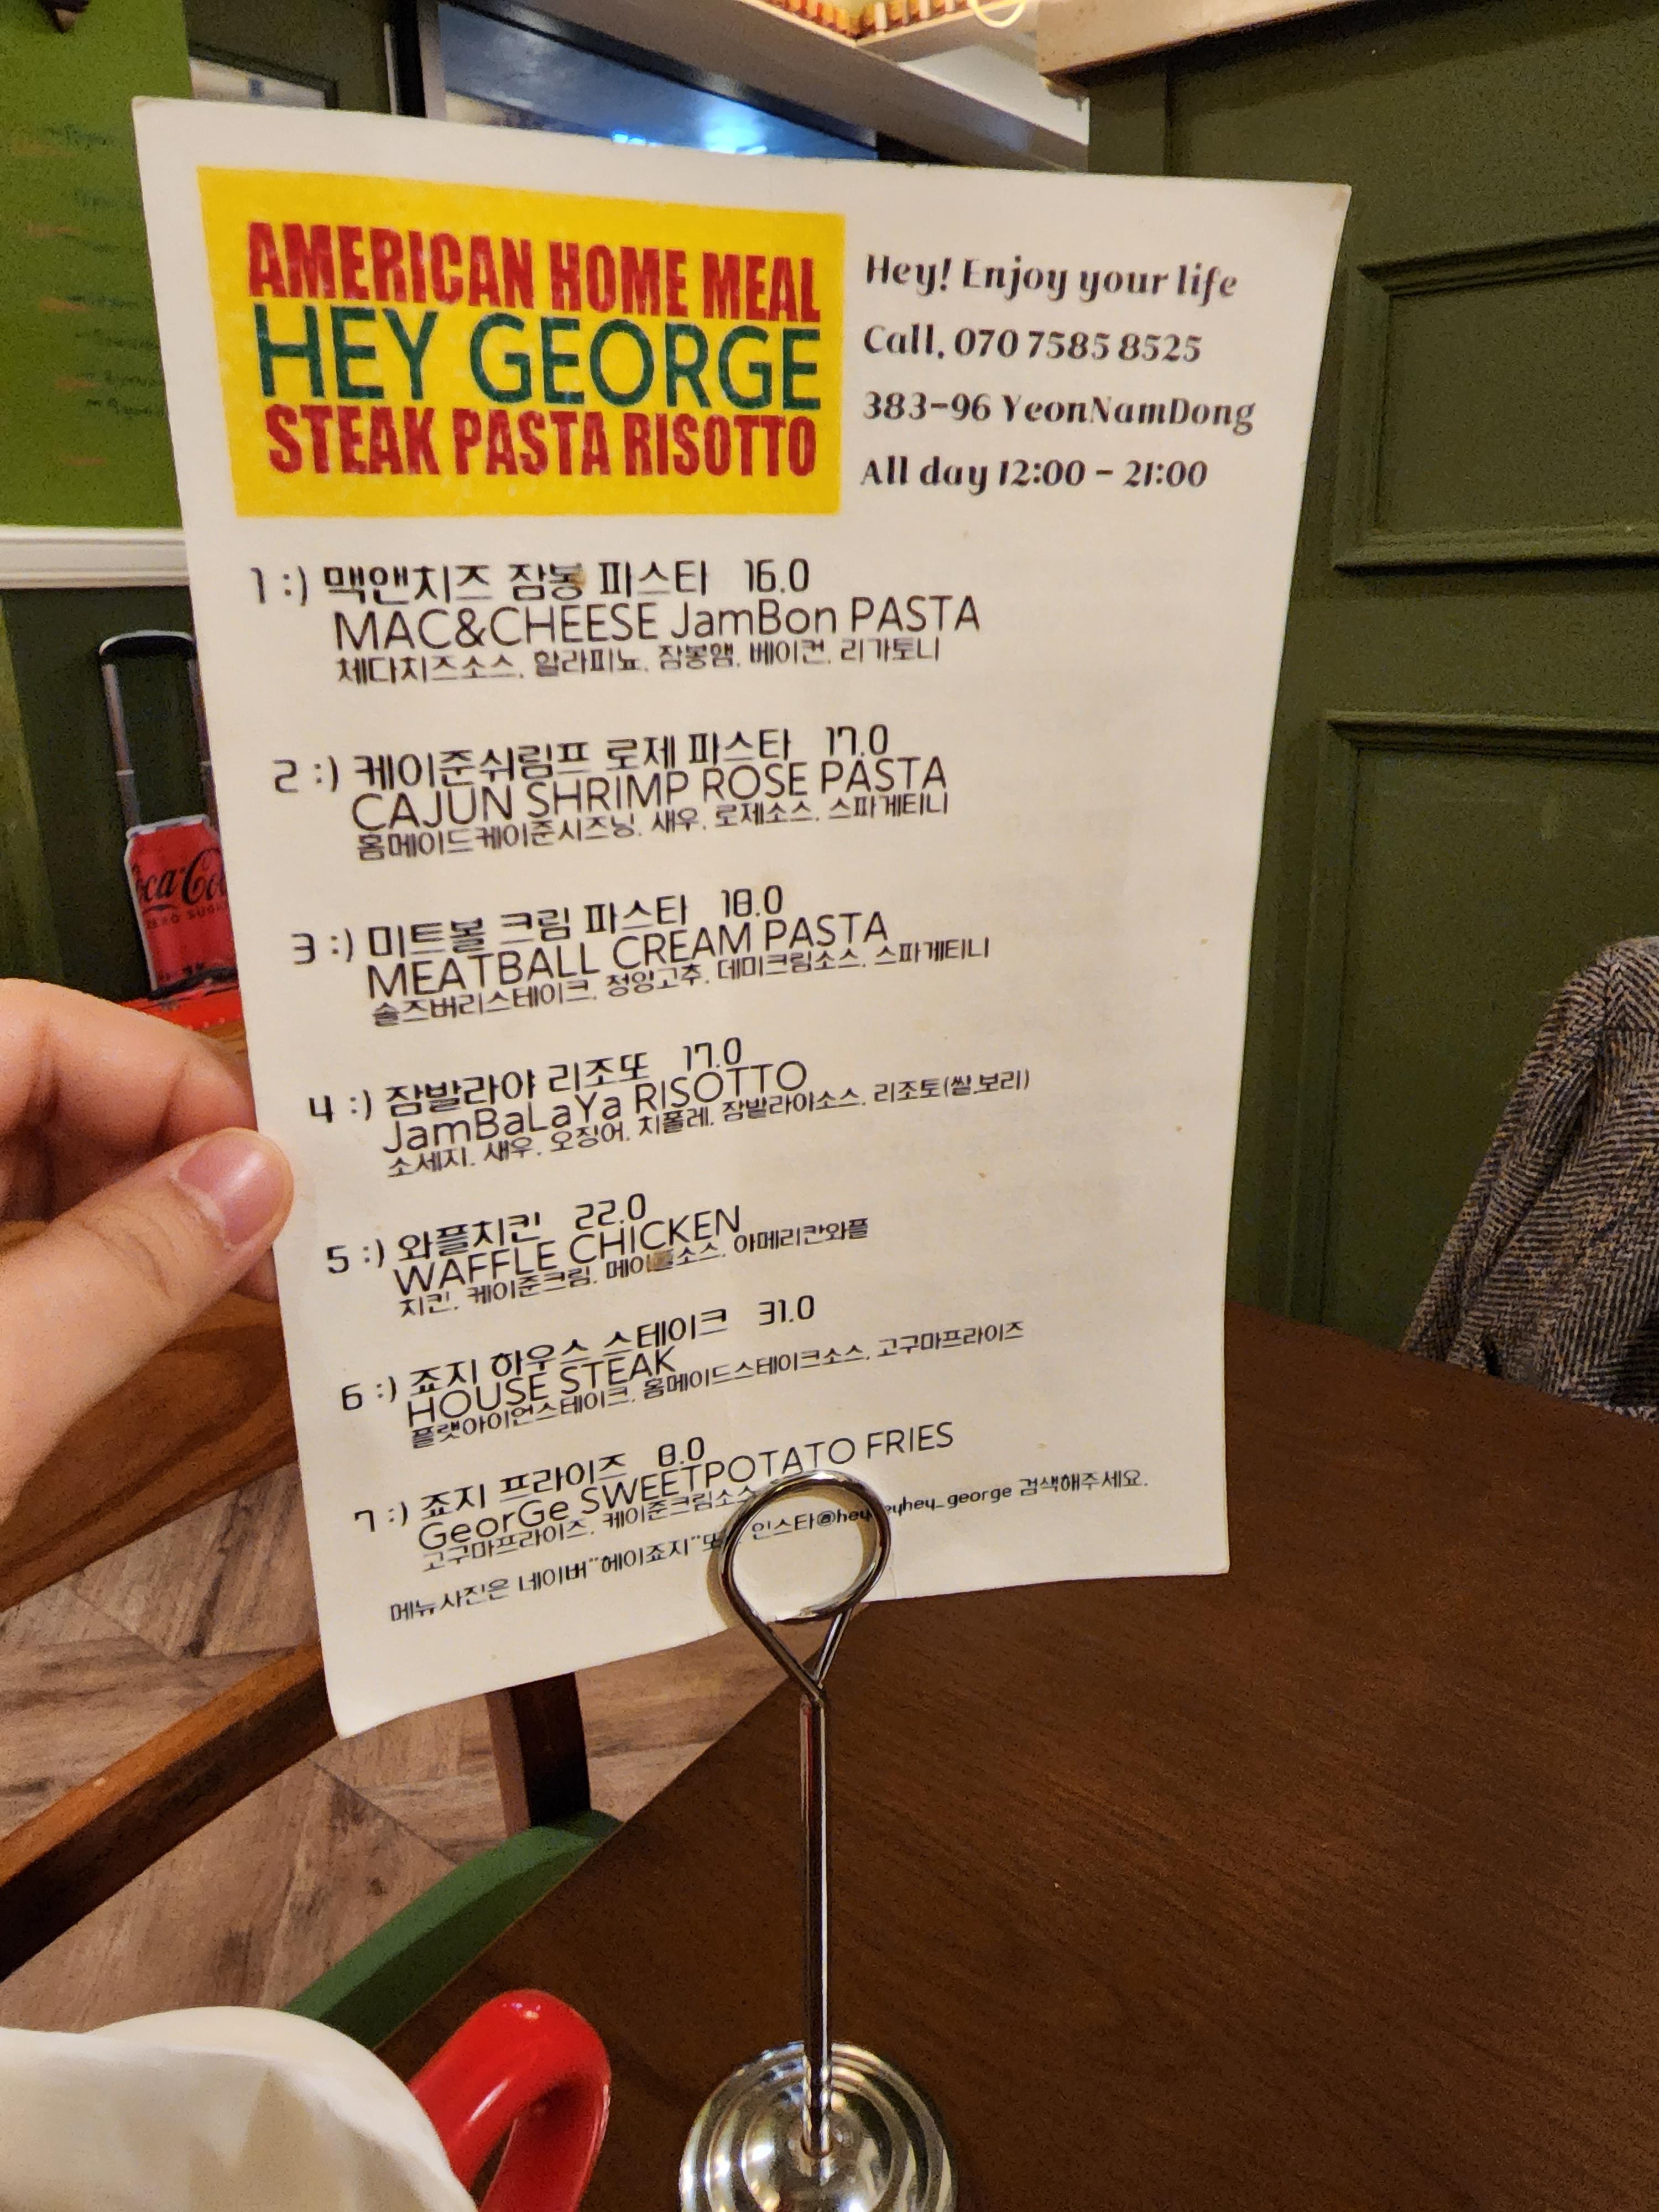 AMERICAN HOME MEAL
HEY GEORGE
STEAK PASTA RISOTTO
Hey! Enjoy your life
Call. 070 7585 8525
383-96 YeonNamDong
All day 12:00 - 21:00
1 :) 맥앤치즈 잠봉 파스타 16.0
MAC&CHEESE JamBon PASTA
체다치즈소스, 할라피뇨, 잠봉햄, 베이컨, 리가토니
2 :) 케이준쉬림프 로제 파스타 17.0
CAJUN SHRIMP ROSE PASTA
홈메이드케이준시즈닝, 새우, 로제소스, 스파게티니
3 :) 미트볼 크림 파스타 18.0
MEATBALL CREAM PASTA
솔즈버리스테이크, 청양고추, 데미크림소스, 스파게티니
4 :) 잠발라야 리조또 17.0
JamBaLaYa RISOTTO
소세지, 새우, 오징어, 치폴레, 잠발라야소스, 리조토(쌀,보리)
5 :) 와플치킨 22.0
WAFFLE CHICKEN
치킨, 케이준크림, 메이플소스, 아메리칸와플
6 :) 죠지 하우스 스테이크 31.0
HOUSE STEAK
플랫아이언스테이크, 홈메이드스테이크소스, 고구마프라이즈
7 :) 죠지 프라이즈 8.0
GeorGe SWEETPOTATO FRIES
고구마프라이즈, 케이준크림소스
메뉴사진은 네이버"헤이죠지" 인스타 검색해주세요.
Coca-Cola
ZERO SUGAR